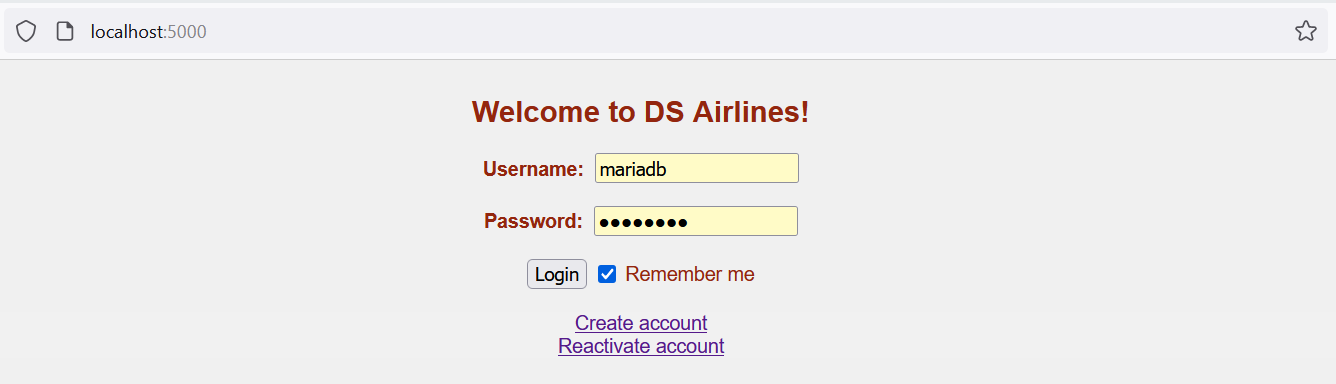 localhost:5000
Welcome to DS Airlines!
Username: mariadb
Password: ●●●●●●●●
Login Remember me
Create account
Reactivate account